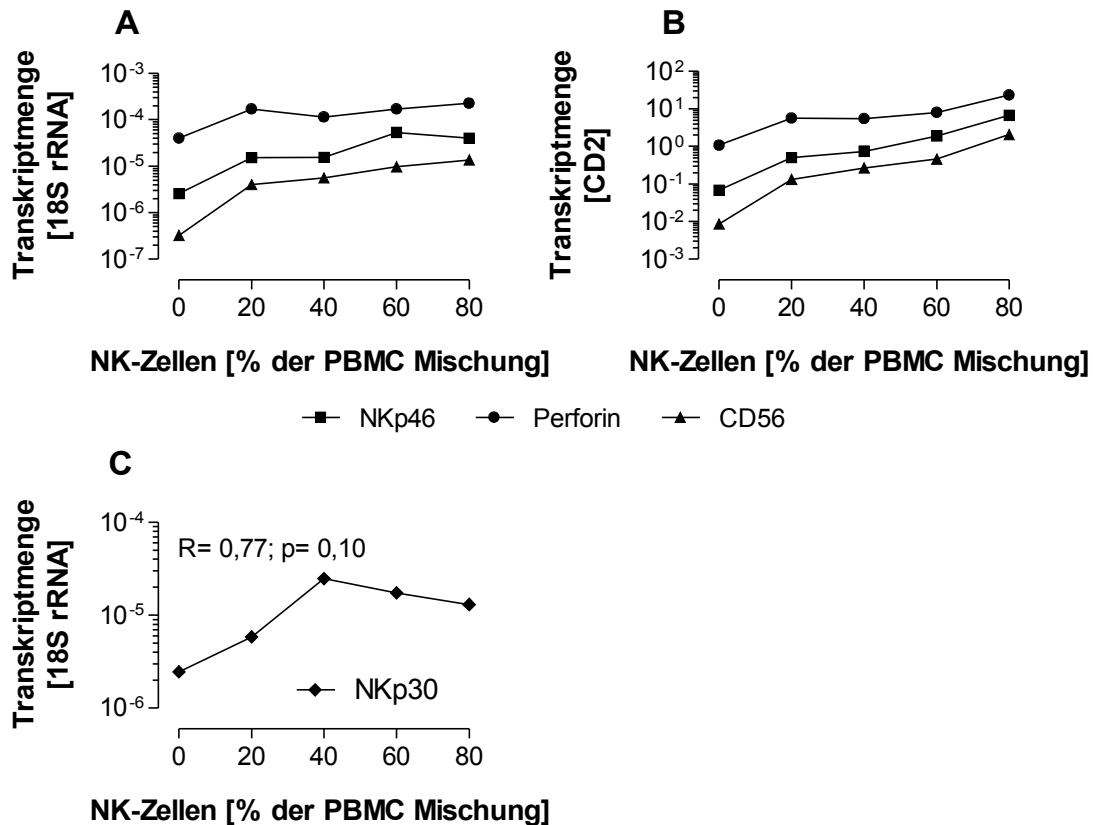 A
Transkriptmenge
[18S rRNA]
10-3
10-4
10-5
10-6
10-7
0 20 40 60 80
NK-Zellen [% der PBMC Mischung]
B
Transkriptmenge
[CD2]
102
101
100
10-1
10-2
10-3
0 20 40 60 80
NK-Zellen [% der PBMC Mischung]
NKp46 Perforin CD56
C
Transkriptmenge
[18S rRNA]
10-4
10-5
10-6
R= 0,77; p= 0,10
NKp30
0 20 40 60 80
NK-Zellen [% der PBMC Mischung]